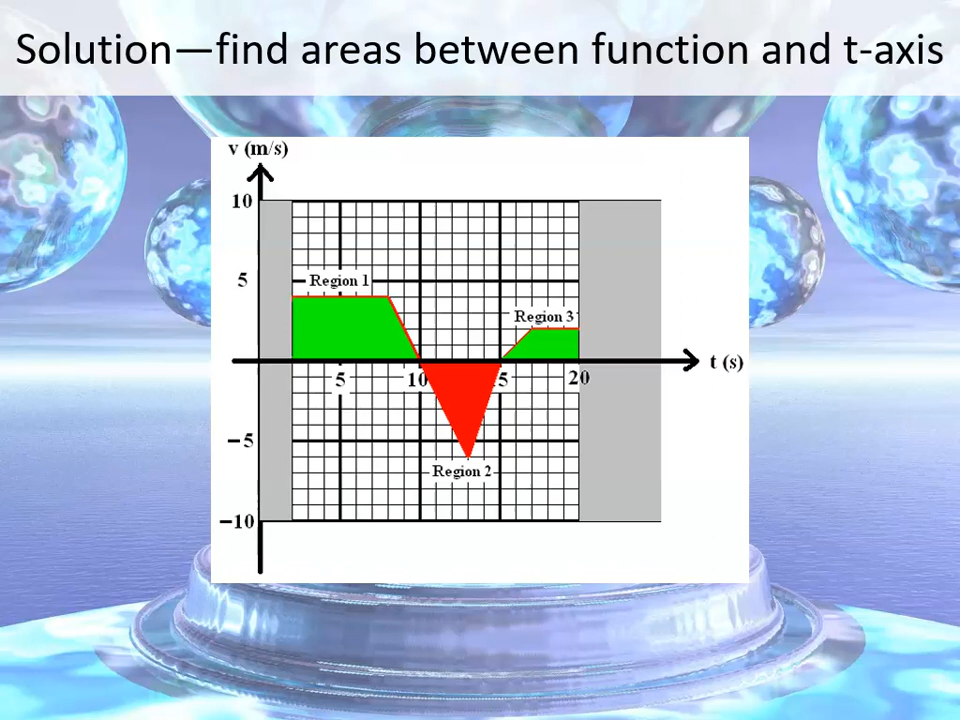 Solution—find areas between function and t-axis
v (m/s)
10
5
Region 1
Region 3
t (s)
5
10
5
20
−5
Region 2
−10